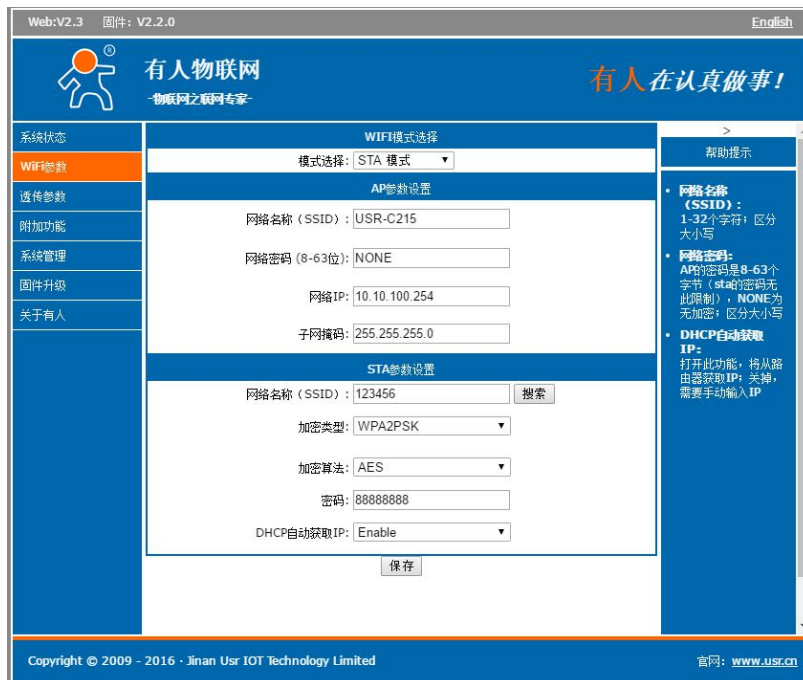 Web:V2.3 固件: V2.2.0 English
®
有人物联网
-物联网之联网专家-
有人在认真做事!
系统状态
WiFi参数
透传参数
附加功能
系统管理
固件升级
关于有人
WIFI模式选择
模式选择: STA 模式
AP参数设置
网络名称（SSID）: USR-C215
网络密码 (8-63位): NONE
网络IP: 10.10.100.254
子网掩码: 255.255.255.0
STA参数设置
网络名称（SSID）: 123456 搜索
加密类型: WPA2PSK
加密算法: AES
密码: 88888888
DHCP自动获取IP: Enable
保存
>
帮助提示
• 网络名称
（SSID）:
1-32个字符；区分
大小写
• 网络密码:
AP的密码是8-63个
字节（sta的密码无
此限制），NONE为
无加密；区分大小写
• DHCP自动获取
IP:
打开此功能，将从路
由器获取IP；关掉，
需要手动输入IP
Copyright © 2009 - 2016 · Jinan Usr IOT Technology Limited
官网: www.usr.cn